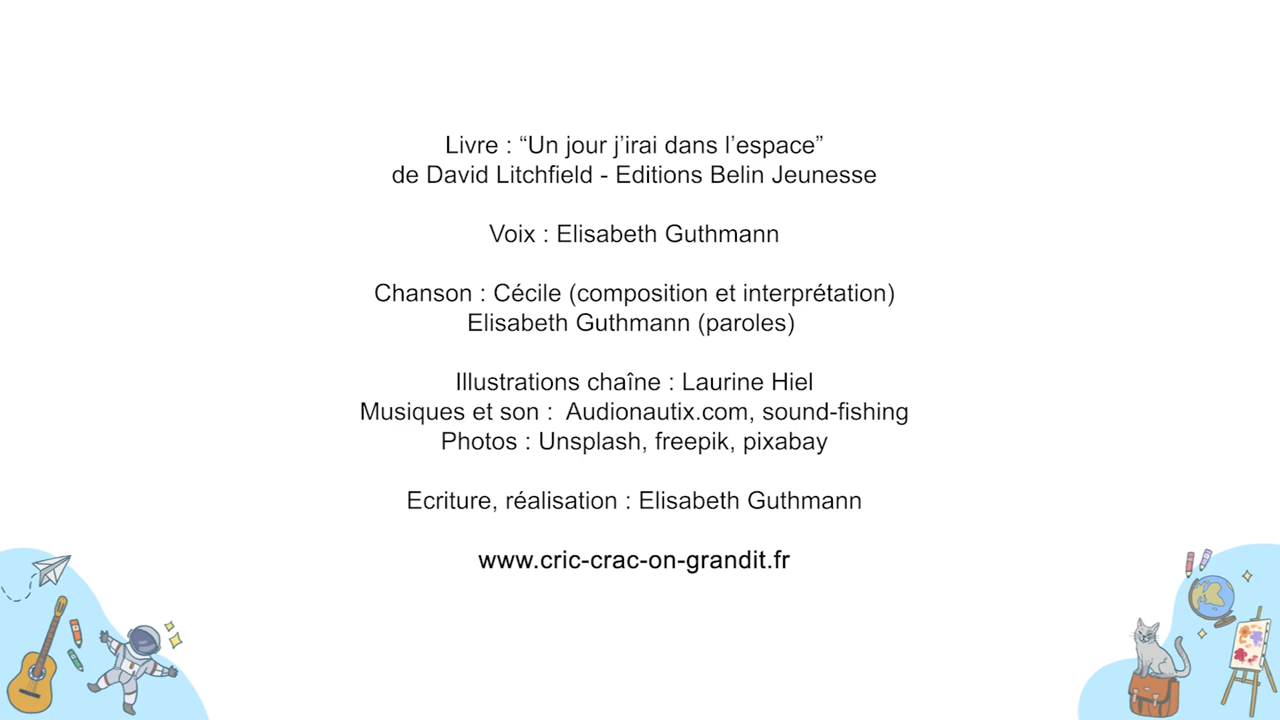 Livre : “Un jour j’irai dans l’espace”
de David Litchfield - Editions Belin Jeunesse
Voix : Elisabeth Guthmann
Chanson : Cécile (composition et interprétation)
Elisabeth Guthmann (paroles)
Illustrations chaîne : Laurine Hiel
Musiques et son :  Audionautix.com, sound-fishing
Photos : Unsplash, freepik, pixabay
Ecriture, réalisation : Elisabeth Guthmann
www.cric-crac-on-grandit.fr